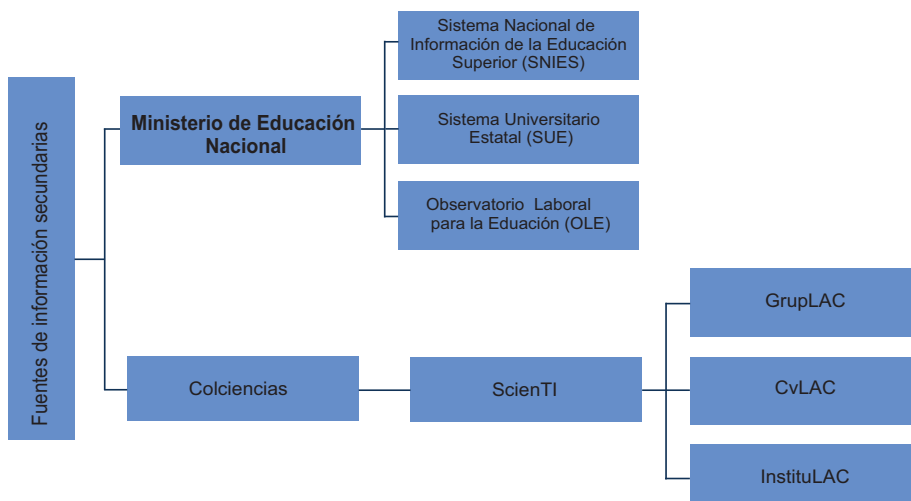 Fuentes de información secundarias
Ministerio de Educación
Nacional
Sistema Nacional de
Información de la Educación
Superior (SNIES)
Sistema Universitario
Estatal (SUE)
Observatorio Laboral
para la Eduación (OLE)
Colciencias
ScienTI
GrupLAC
CvLAC
InstituLAC